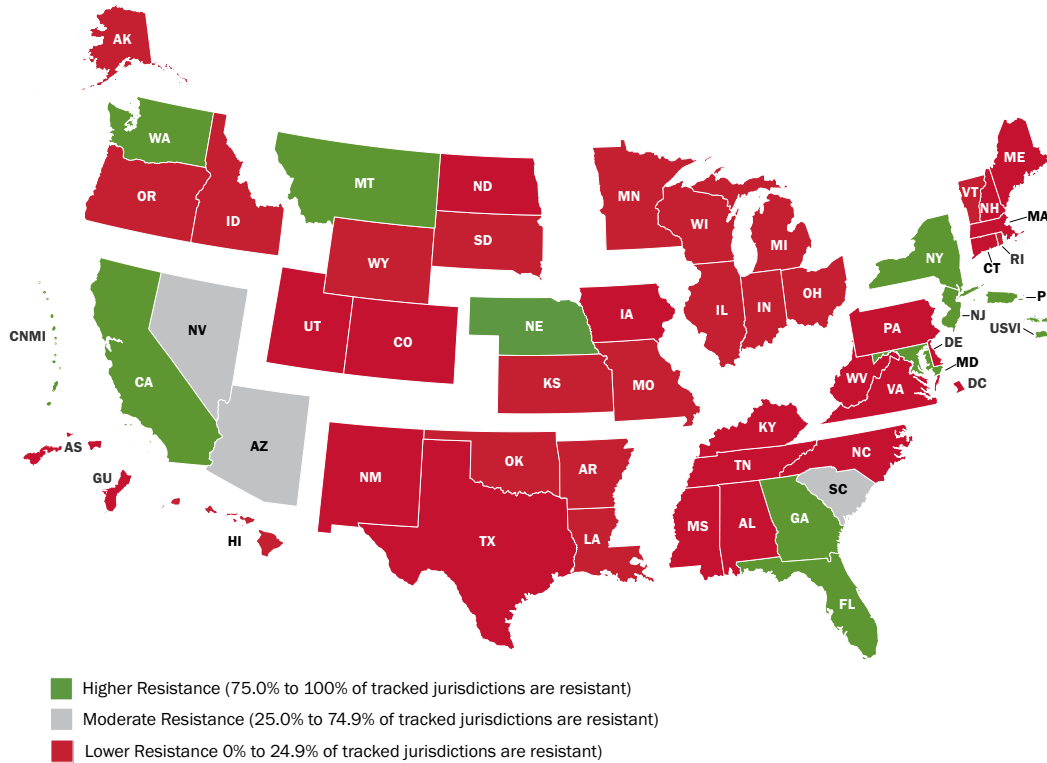 AK
WA
ME
MT
ND
OR
ID
MN
VT
NH
MA
WI
MI
RI
CT
SD
WY
NY
P
NJ
USVI
UT
CO
NE
IA
IL
IN
OH
PA
DE
MD
DC
NV
CNMI
CA
KS
MO
WV
VA
AZ
AS
GU
HI
NM
OK
AR
TX
LA
KY
TN
NC
SC
MS
AL
GA
FL
Higher Resistance (75.0% to 100% of tracked jurisdictions are resistant)
Moderate Resistance (25.0% to 74.9% of tracked jurisdictions are resistant)
Lower Resistance 0% to 24.9% of tracked jurisdictions are resistant)